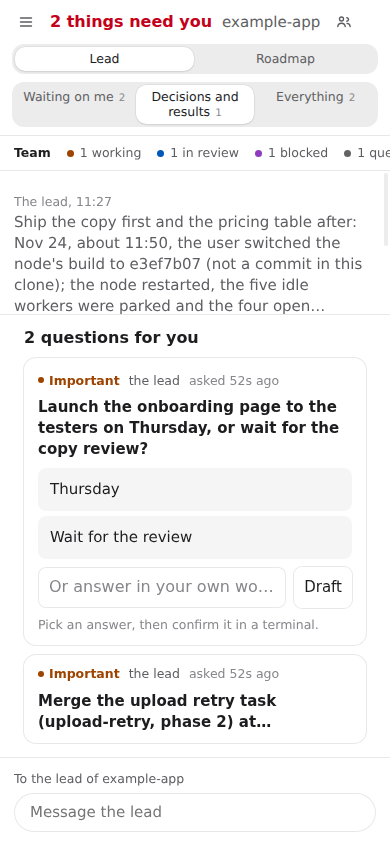 2 things need you example-app
Lead Roadmap
Waiting on me 2 Decisions and results 1 Everything 2
Team 1 working 1 in review 1 blocked 1 que
The lead, 11:27
Ship the copy first and the pricing table after:
Nov 24, about 11:50, the user switched the
node's build to e3ef7b07 (not a commit in this
clone); the node restarted, the five idle
workers were parked and the four open…
2 questions for you
Important the lead asked 52s ago
Launch the onboarding page to the
testers on Thursday, or wait for the
copy review?
Thursday
Wait for the review
Or answer in your own wo… Draft
Pick an answer, then confirm it in a terminal.
Important the lead asked 52s ago
Merge the upload retry task
(upload-retry, phase 2) at…
To the lead of example-app
Message the lead